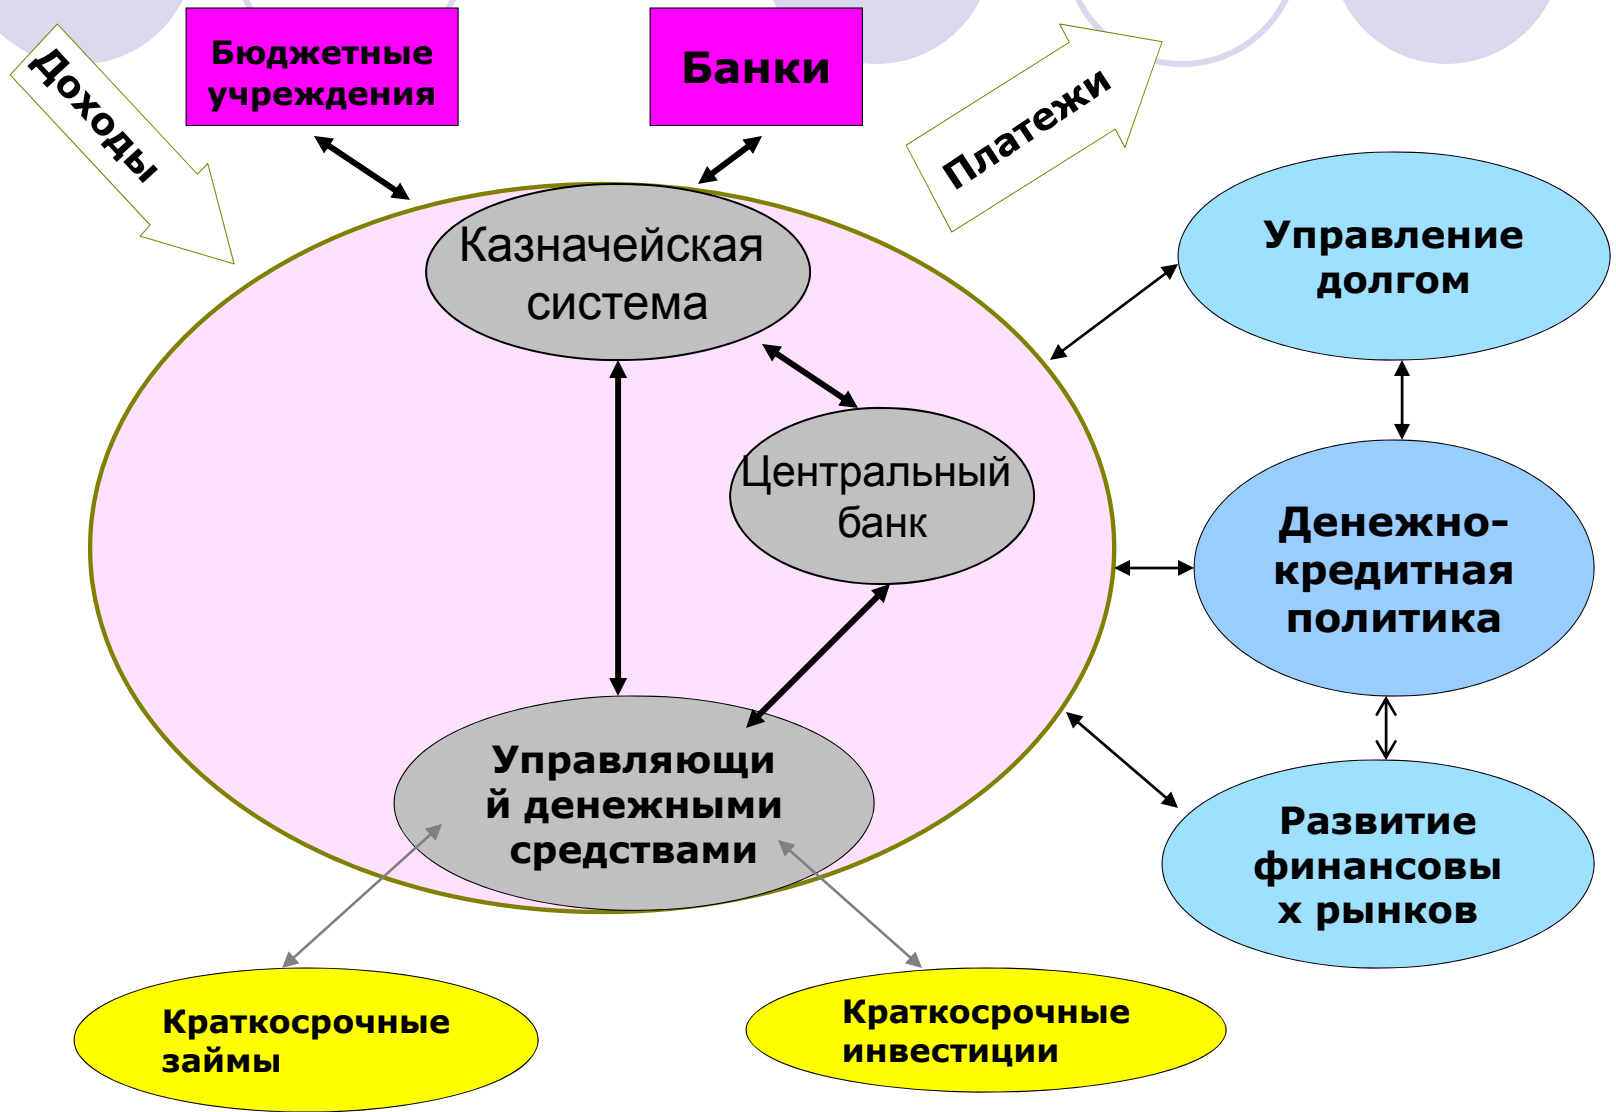 Доходы
Бюджетные
учреждения
Банки
Платежи
Казначейская
система
Управление
долгом
Центральный
банк
Денежно-
кредитная
политика
Управляющи
й денежными
средствами
Развитие
финансовы
х рынков
Краткосрочные
займы
Краткосрочные
инвестиции